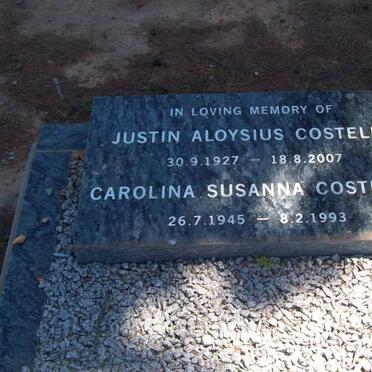 IN LOVING MEMORY OF
JUSTIN ALOYSIUS COSTELL
30.9.1927 — 18.8.2007
CAROLINA SUSANNA COST
26.7.1945 — 8.2.1993